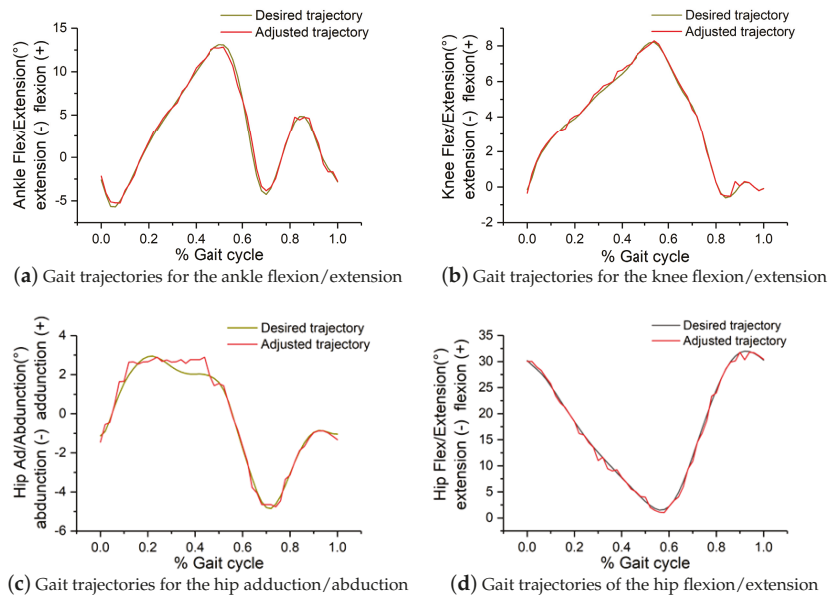 Desired trajectory
Adjusted trajectory
Ankle Flex/Extension(°)
extension (-) flexion (+)
15
10
5
0
-5
0.0 0.2 0.4 0.6 0.8 1.0
% Gait cycle
(a) Gait trajectories for the ankle flexion/extension
Desired trajectory
Adjusted trajectory
Knee Flex/Extension(°)
extension (-) flexion(+)
8
6
4
2
0
-2
0.0 0.2 0.4 0.6 0.8 1.0
% Gait cycle
(b) Gait trajectories for the knee flexion/extension
Desired trajectory
Adjusted trajectory
Hip Ad/Abdunction(°)
abdunction (-) addunction (+)
4
2
0
-2
-4
-6
0.0 0.2 0.4 0.6 0.8 1.0
% Gait cycle
(c) Gait trajectories for the hip adduction/abduction
Desired trajectory
Adjusted trajectory
Hip Flex/Extension(°)
extension (-) flexion (+)
35
30
25
20
15
10
5
0
0.0 0.2 0.4 0.6 0.8 1.0
% Gait cycle
(d) Gait trajectories of the hip flexion/extension